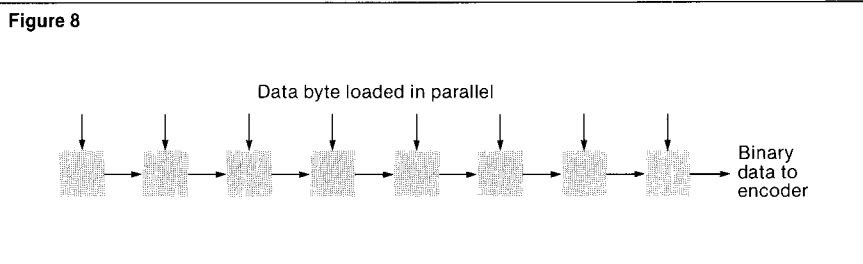 Figure 8
Data byte loaded in parallel
Binary
data to
encoder